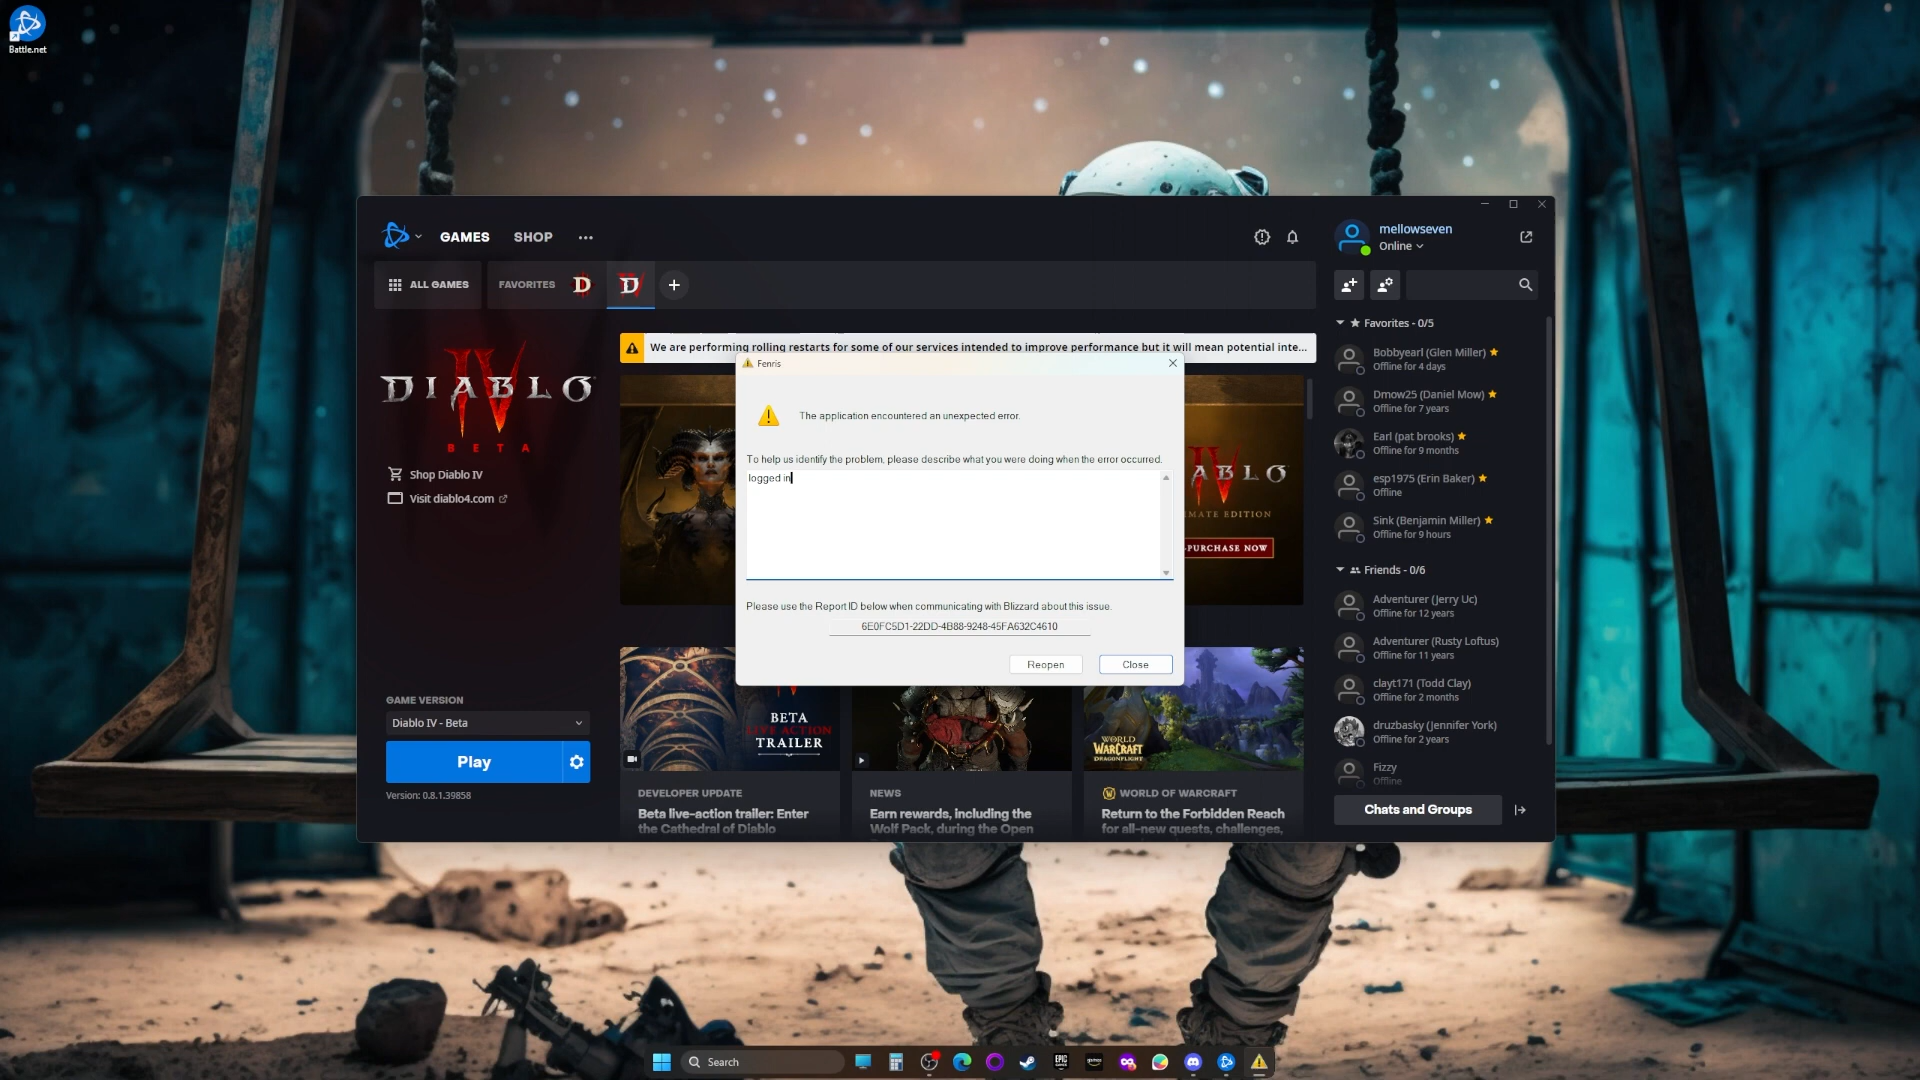 Battle.net
GAMES
SHOP
ALL GAMES
FAVORITES
mellowseven
Online
We are performing rolling restarts for some of our services intended to improve performance but it will mean potential inte...
DIABLO
IV
BETA
Shop Diablo IV
Visit diablo4.com
Fenris
The application encountered an unexpected error.
To help us identify the problem, please describe what you were doing when the error occurred.
logged in
Please use the Report ID below when communicating with Blizzard about this issue.
6E0FC5D1-22DD-4B88-9248-45FA632C4610
Reopen
Close
ABLO
IMATE EDITION
-PURCHASE NOW
GAME VERSION
Diablo IV - Beta
Play
Version: 0.8.1.39858
BETA
LIVE ACTION
TRAILER
DEVELOPER UPDATE
Beta live-action trailer: Enter
the Cathedral of Diablo
NEWS
Earn rewards, including the
Wolf Pack, during the Open
WORLD
WARCRAFT
DRAGONFLIGHT
WORLD OF WARCRAFT
Return to the Forbidden Reach
for all-new quests, challenges,
Favorites - 0/5
Bobbyearl (Glen Miller)
Offline for 4 days
Dmow25 (Daniel Mow)
Offline for 7 years
Earl (pat brooks)
Offline for 9 months
esp1975 (Erin Baker)
Offline
Sink (Benjamin Miller)
Offline for 9 hours
Friends - 0/6
Adventurer (Jerry Uc)
Offline for 12 years
Adventurer (Rusty Loftus)
Offline for 11 years
clayt171 (Todd Clay)
Offline for 2 months
druzbasky (Jennifer York)
Offline for 2 years
Fizzy
Offline
Chats and Groups
Search
EPIC